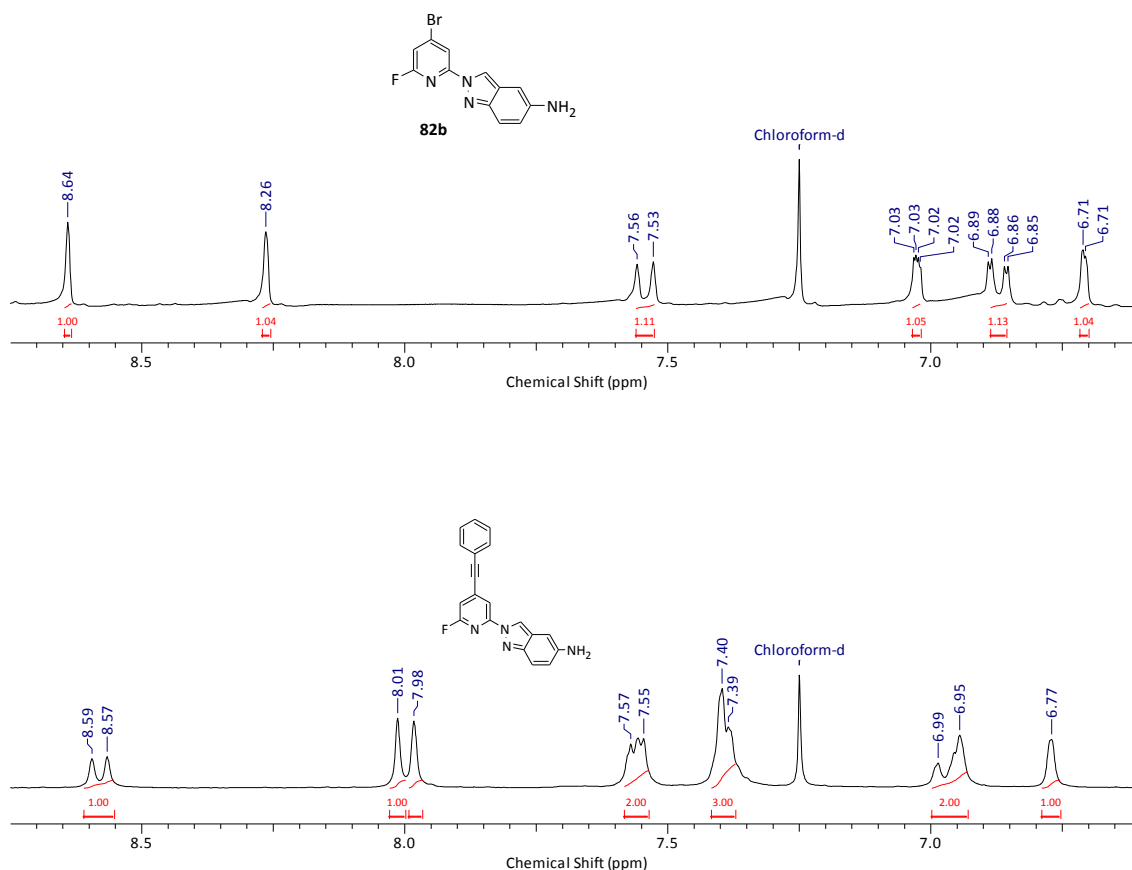 Br
F
N
N
N
NH2
82b
Chloroform-d
8.64
8.26
7.56
7.53
7.03
7.03
7.02
7.02
6.89
6.88
6.86
6.85
6.71
6.71
1.00
1.04
1.11
1.05
1.13
1.04
8.5
8.0
7.5
7.0
Chemical Shift (ppm)
F
N
N
N
NH2
Chloroform-d
8.59
8.57
8.01
7.98
7.57
7.55
7.40
7.39
6.99
6.95
6.77
1.00
1.00
2.00
3.00
2.00
1.00
8.5
8.0
7.5
7.0
Chemical Shift (ppm)